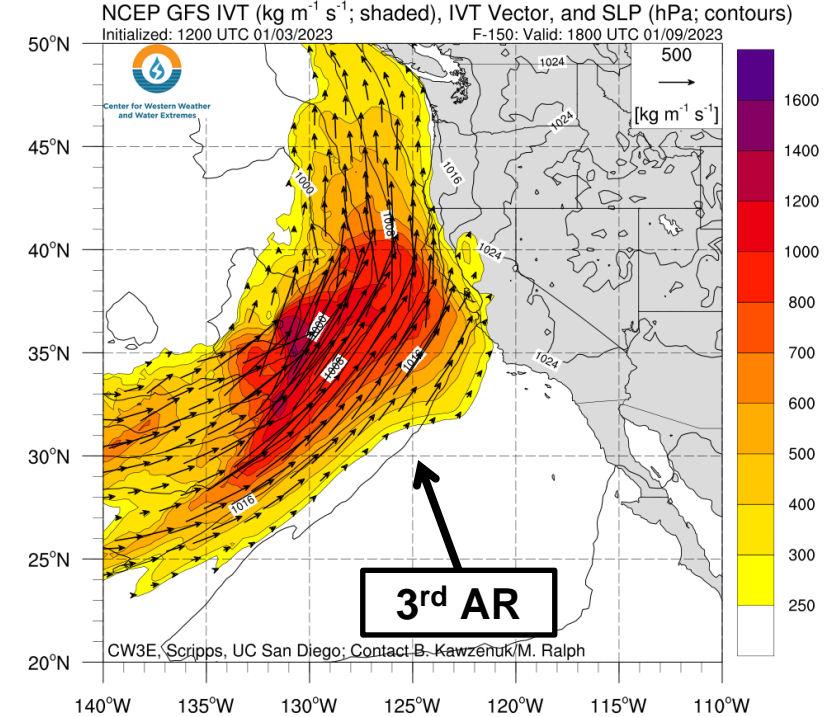 NCEP GFS IVT (kg m⁻¹ s⁻¹; shaded), IVT Vector, and SLP (hPa; contours)
Initialized: 1200 UTC 01/03/2023 F-150: Valid: 1800 UTC 01/09/2023
50°N
45°N
40°N
35°N
30°N
25°N
20°N
Center for Western Weather
and Water Extremes
500
[kg m⁻¹ s⁻¹]
1024
1024
1016
1000
1008
1024
1000
1008
1016
1024
1016
3rd AR
CW3E, Scripps, UC San Diego; Contact B. Kawzenuk/M. Ralph
140°W 135°W 130°W 125°W 120°W 115°W 110°W
1600
1400
1200
1000
800
700
600
500
400
300
250